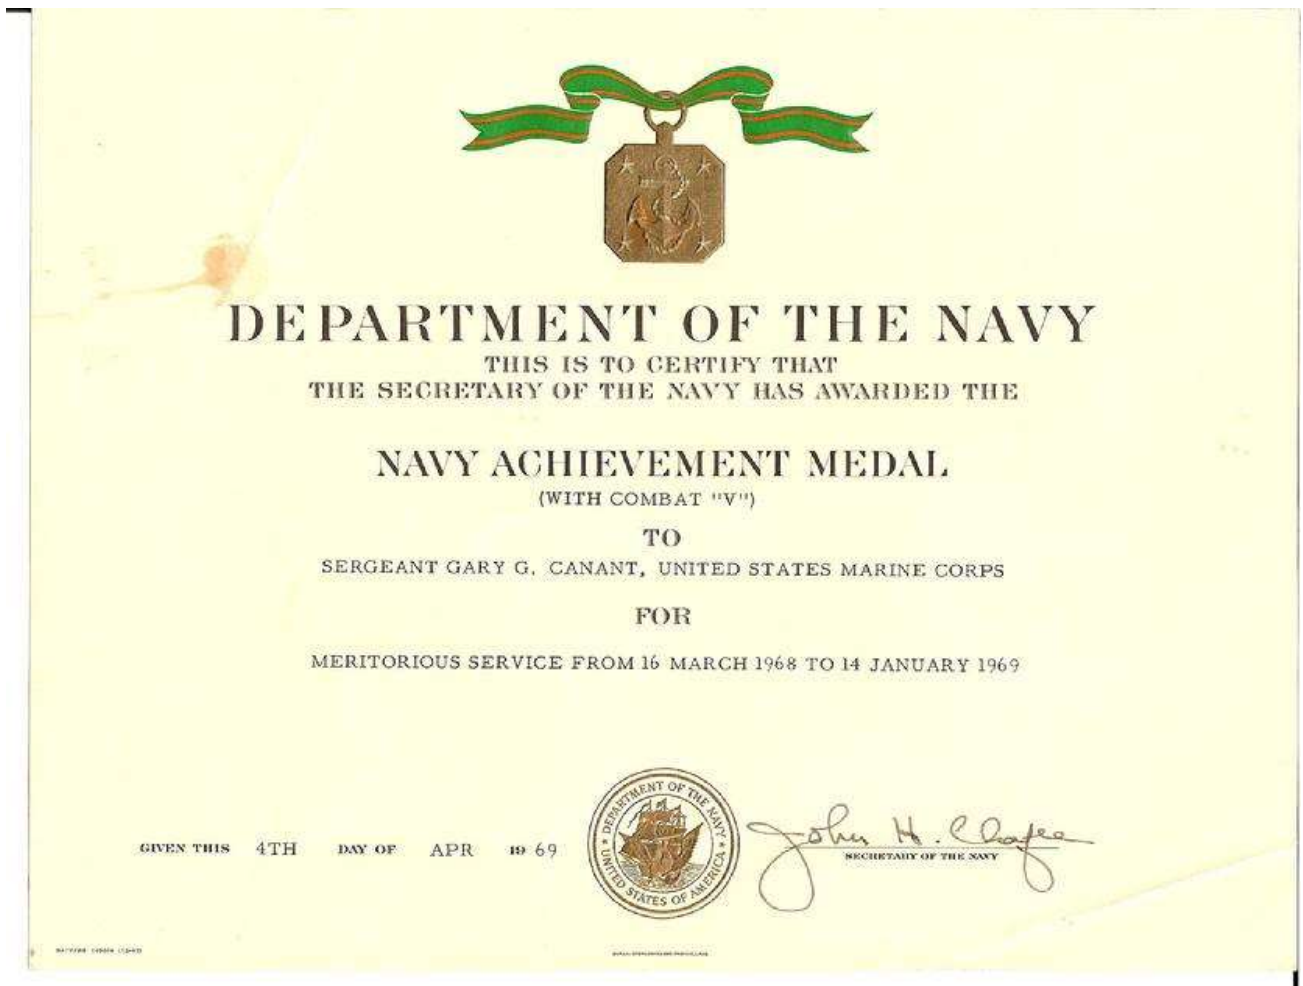 DEPARTMENT OF THE NAVY
THIS IS TO CERTIFY THAT
THE SECRETARY OF THE NAVY HAS AWARDED THE
NAVY ACHIEVEMENT MEDAL
(WITH COMBAT "V")
TO
SERGEANT GARY G. CANANT, UNITED STATES MARINE CORPS
FOR
MERITORIOUS SERVICE FROM 16 MARCH 1968 TO 14 JANUARY 1969
DEPARTMENT OF THE NAVY
UNITED STATES OF AMERICA
John H. Chafee
GIVEN THIS 4TH DAY OF APR 19 69
SECRETARY OF THE NAVY